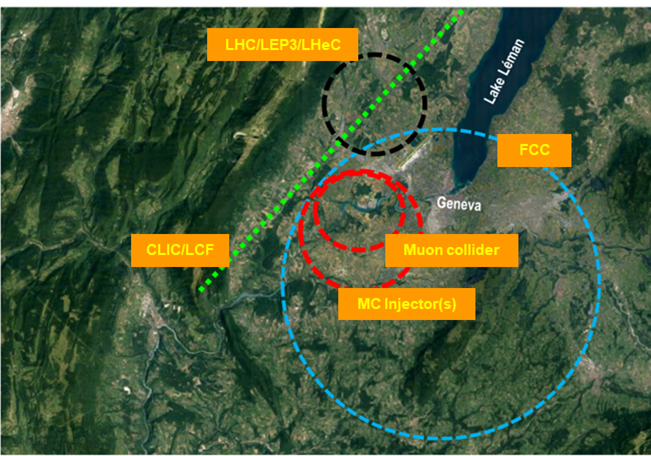 LHC/LEP3/LHeC
Lake Léman
FCC
Geneva
CLIC/LCF
Muon collider
MC Injector(s)